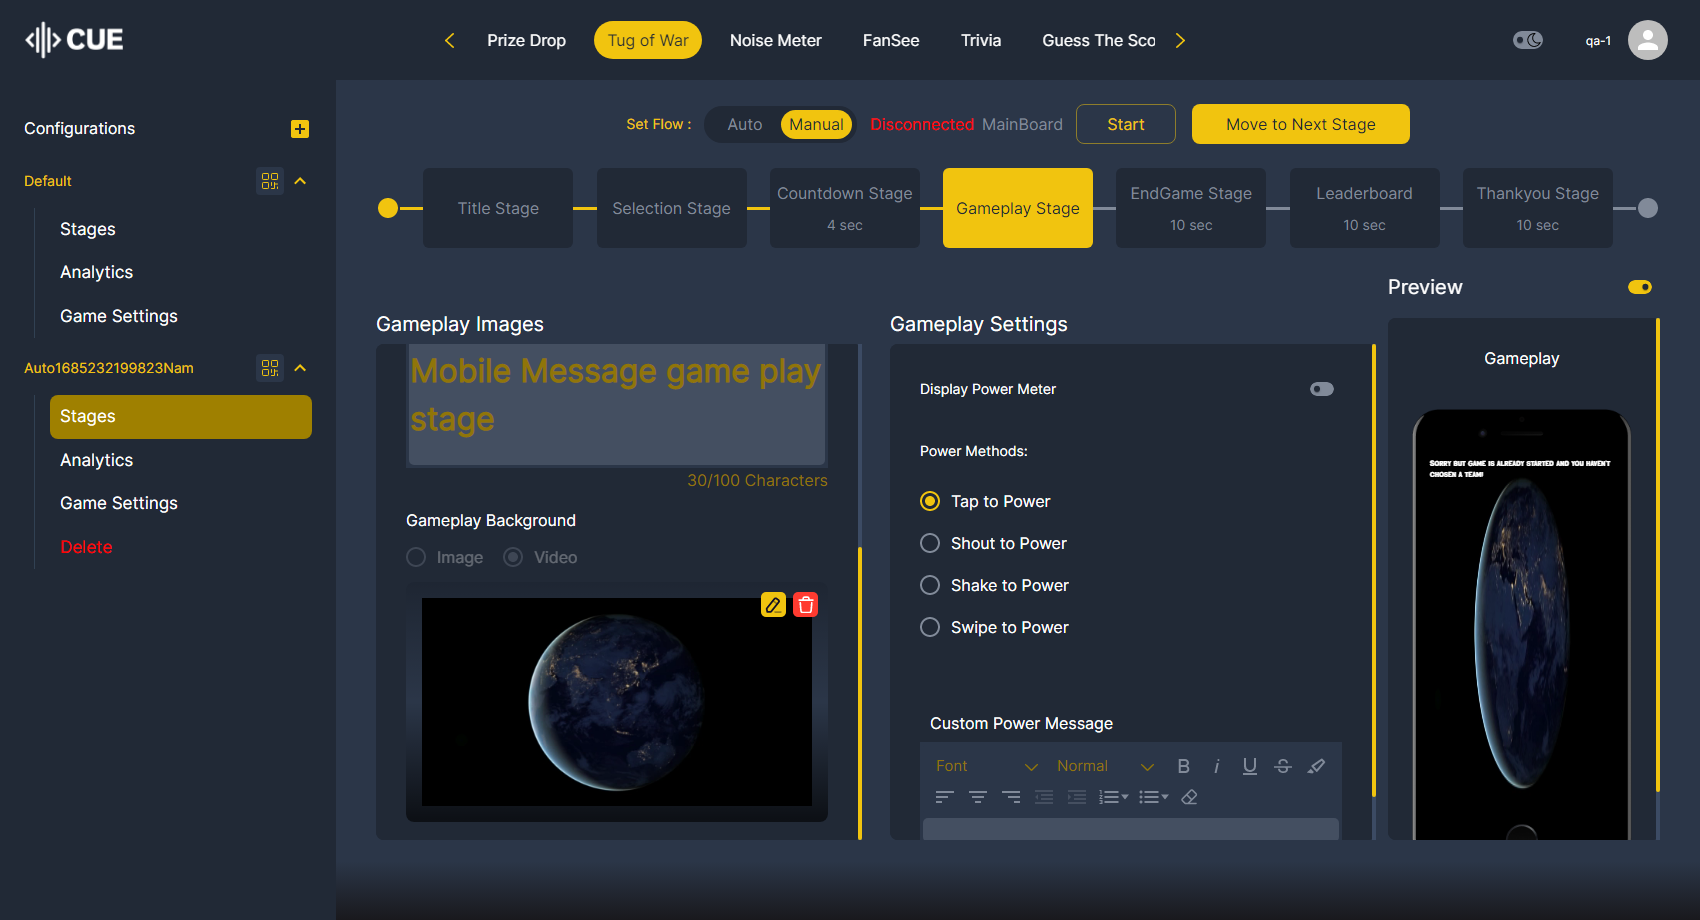 CUE
Prize Drop
Tug of War
Noise Meter
FanSee
Trivia
Guess The Sco
qa-1
Configurations
Default
Stages
Analytics
Game Settings
Auto1685232199823Nam
Stages
Analytics
Game Settings
Delete
Set Flow :
Auto
Manual
Disconnected MainBoard
Start
Move to Next Stage
Title Stage
Selection Stage
Countdown Stage
4 sec
Gameplay Stage
EndGame Stage
10 sec
Leaderboard
10 sec
Thankyou Stage
10 sec
Gameplay Images
Mobile Message game play
stage
30/100 Characters
Gameplay Background
Image
Video
Gameplay Settings
Display Power Meter
Power Methods:
Tap to Power
Shout to Power
Shake to Power
Swipe to Power
Custom Power Message
Font
Normal
B i U S
Preview
Gameplay
Sorry but game is already started and you haven't
chosen a team!